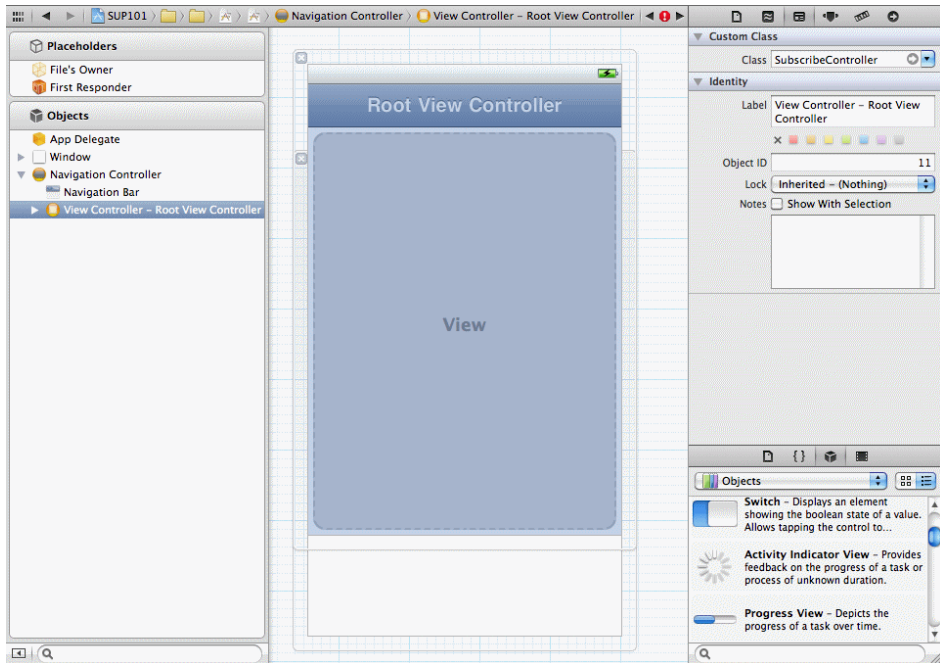 SUP101
Navigation Controller
View Controller – Root View Controller
Placeholders
File's Owner
First Responder
Objects
App Delegate
Window
Navigation Controller
Navigation Bar
View Controller – Root View Controller
Root View Controller
View
Custom Class
Class SubscribeController
Identity
Label View Controller – Root View
Controller
Object ID 11
Lock Inherited – (Nothing)
Notes Show With Selection
{ }
Objects
Switch – Displays an element
showing the boolean state of a value.
Allows tapping the control to...
Activity Indicator View – Provides
feedback on the progress of a task or
process of unknown duration.
Progress View – Depicts the
progress of a task over time.